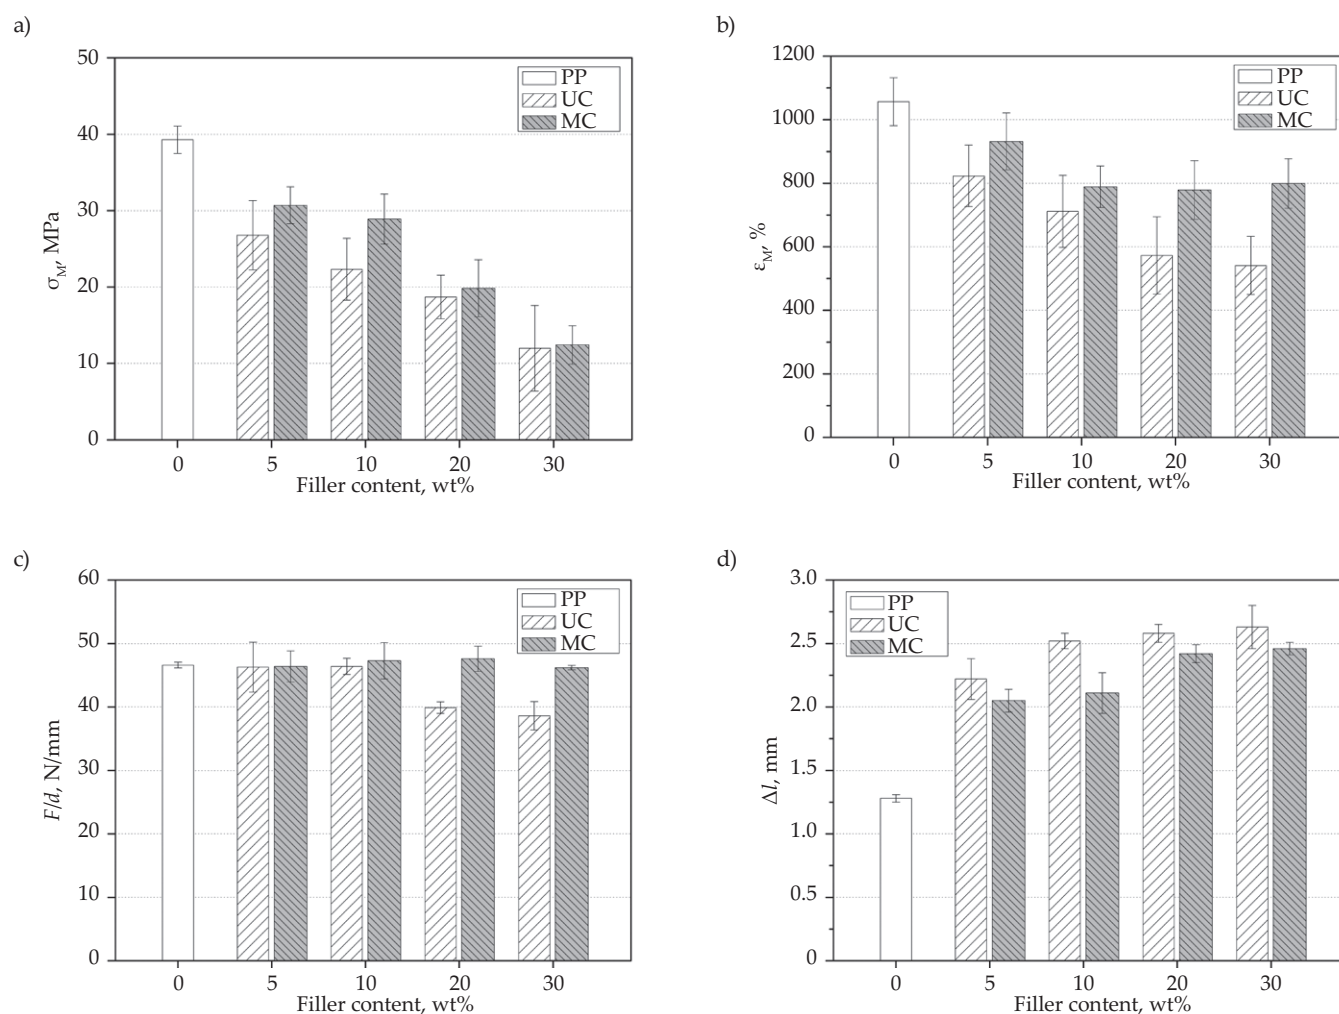 a)
50
40
30
20
10
0
σM, MPa
PP
UC
MC
0 5 10 20 30
Filler content, wt%
b)
1200
1000
800
600
400
200
0
εM, %
PP
UC
MC
0 5 10 20 30
Filler content, wt%
c)
60
50
40
30
20
10
0
F/d, N/mm
PP
UC
MC
0 5 10 20 30
Filler content, wt%
d)
3.0
2.5
2.0
1.5
1.0
0.5
0
Δl, mm
PP
UC
MC
0 5 10 20 30
Filler content, wt%